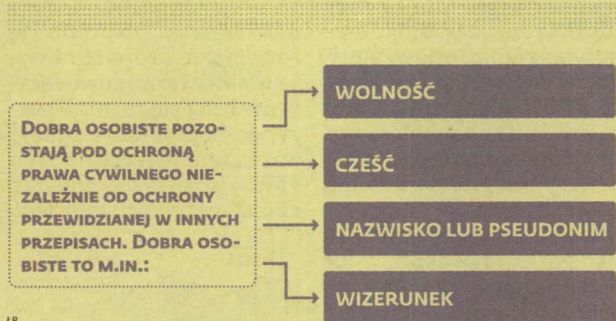 DOBRA OSOBISTE POZO-
STAJĄ POD OCHRONĄ
PRAWA CYWILNEGO NIE-
ZALEŻNIE OD OCHRONY
PRZEWIDZIANEJ W INNYCH
PRZEPISACH. DOBRA OSO-
BISTE TO M.IN.:
WOLNOŚĆ
CZEŚĆ
NAZWISKO LUB PSEUDONIM
WIZERUNEK